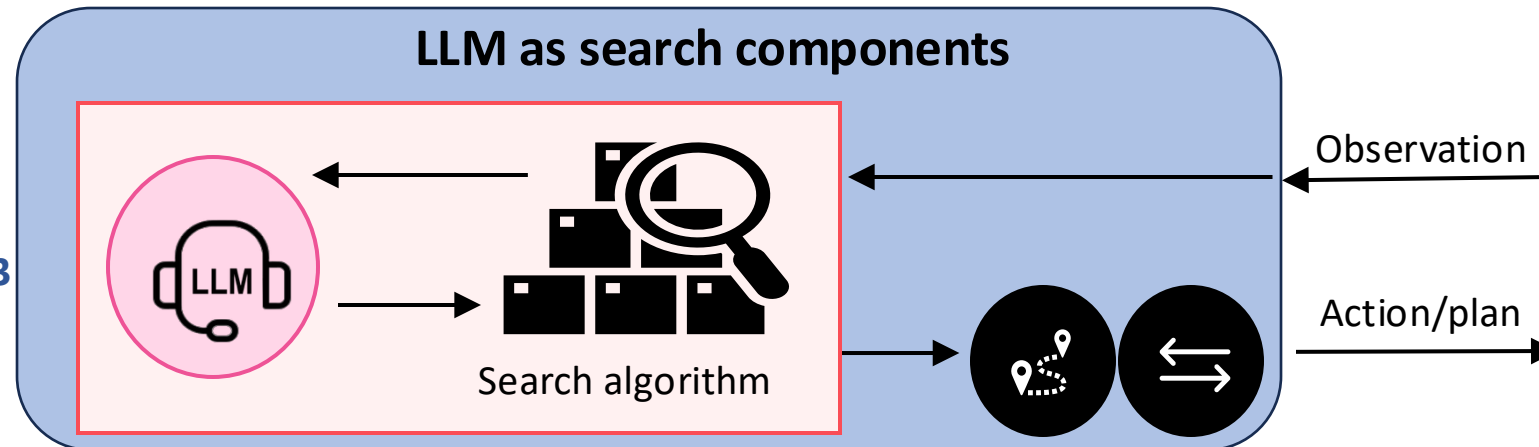 LLM as search components
Observation
LLM
Action/plan
Search algorithm